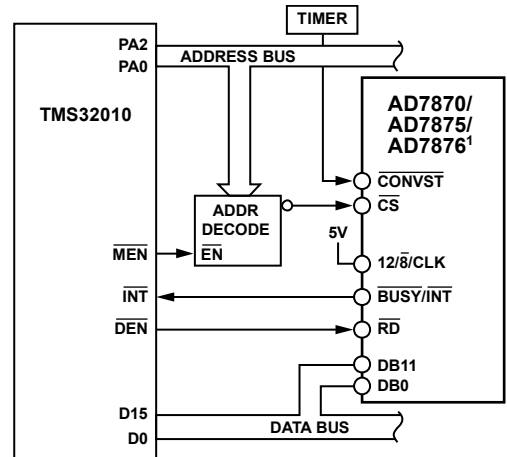 TIMER
PA2
PA0
ADDRESS BUS
TMS32010
AD7870/
AD7875/
AD7876¹
CONVST
CS
ADDR
DECODE
EN
5V
MEN
12/8/CLK
INT
BUSY/INT
DEN
RD
DB11
DB0
D15
D0
DATA BUS